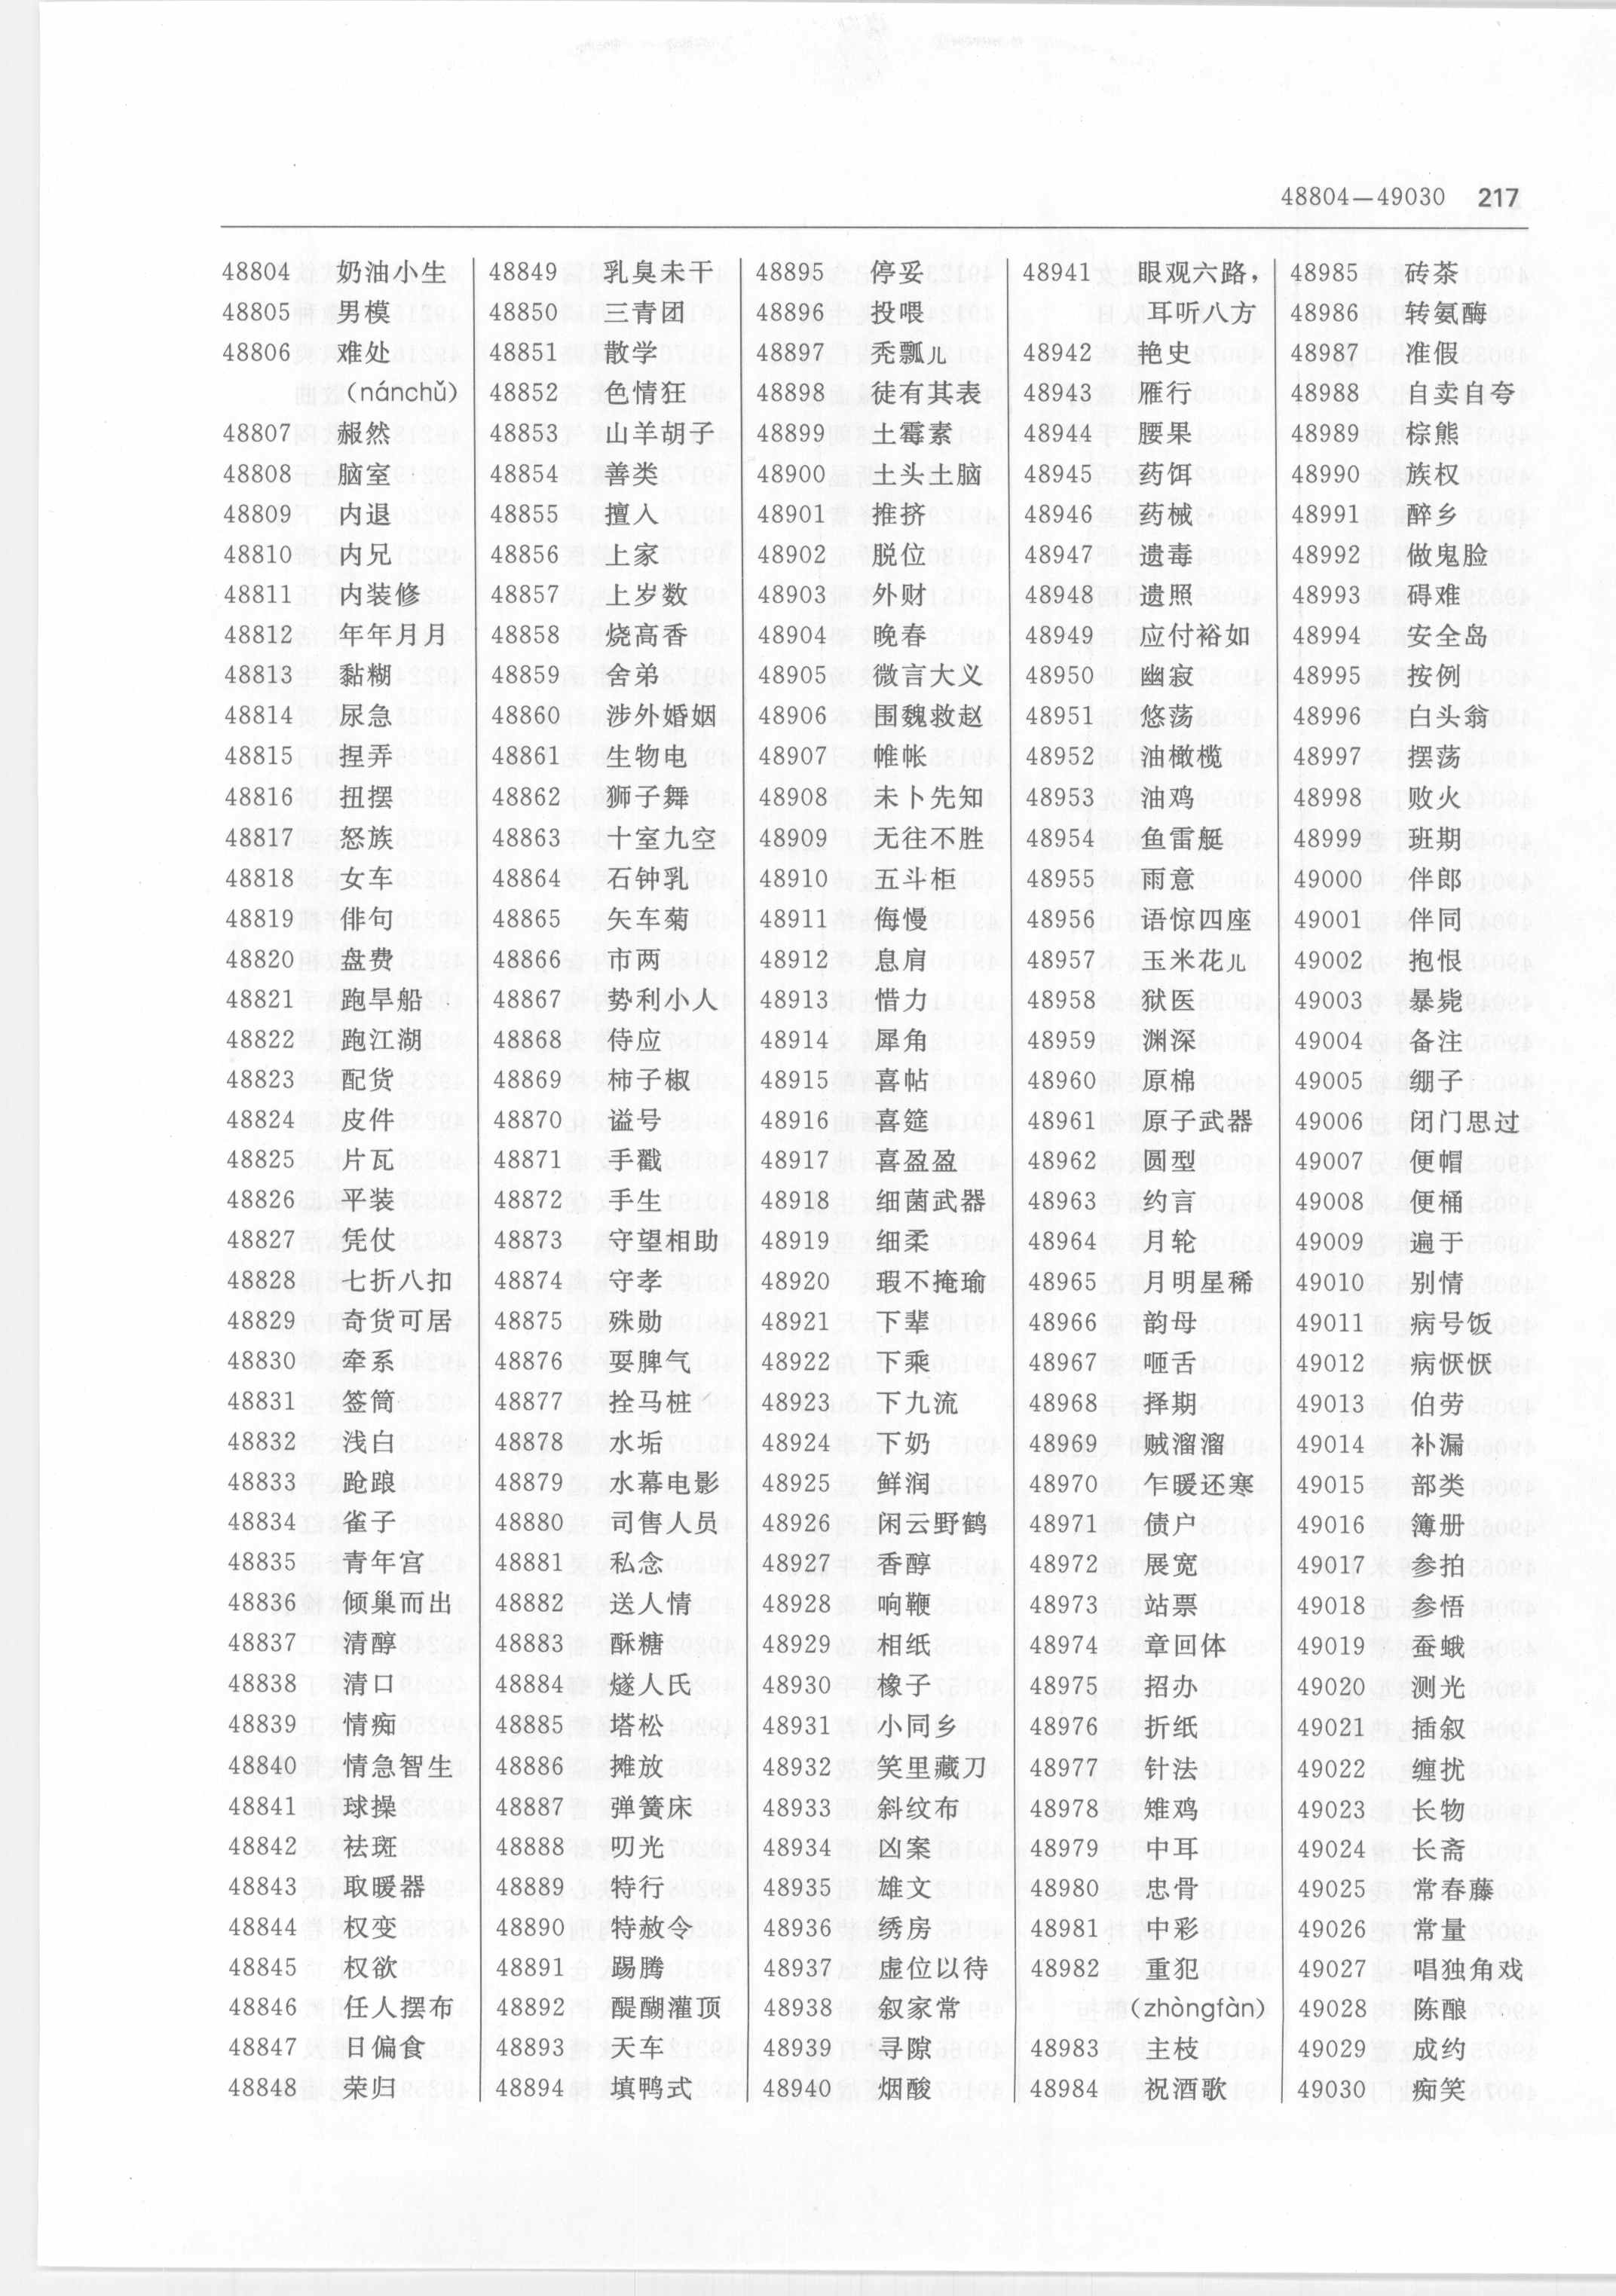 48804—49030 217
48804 奶油小生
48805 男模
48806 难处
(nánchǔ)
48807 赧然
48808 脑室
48809 内退
48810 内兄
48811 内装修
48812 年年月月
48813 黏糊
48814 尿急
48815 捏弄
48816 扭摆
48817 怒族
48818 女车
48819 俳句
48820 盘费
48821 跑旱船
48822 跑江湖
48823 配货
48824 皮件
48825 片瓦
48826 平装
48827 凭仗
48828 七折八扣
48829 奇货可居
48830 牵系
48831 签筒
48832 浅白
48833 跄踉
48834 雀子
48835 青年宫
48836 倾巢而出
48837 清醇
48838 清口
48839 情痴
48840 情急智生
48841 球操
48842 祛斑
48843 取暖器
48844 权变
48845 权欲
48846 任人摆布
48847 日偏食
48848 荣归
48849 乳臭未干
48850 三青团
48851 散学
48852 色情狂
48853 山羊胡子
48854 善类
48855 擅入
48856 上家
48857 上岁数
48858 烧高香
48859 舍弟
48860 涉外婚姻
48861 生物电
48862 狮子舞
48863 十室九空
48864 石钟乳
48865 矢车菊
48866 市两
48867 势利小人
48868 侍应
48869 柿子椒
48870 谥号
48871 手戳
48872 手生
48873 守望相助
48874 守孝
48875 殊勋
48876 耍脾气
48877 拴马桩
48878 水垢
48879 水幕电影
48880 司售人员
48881 私念
48882 送人情
48883 酥糖
48884 燧人氏
48885 塔松
48886 摊放
48887 弹簧床
48888 叨光
48889 特行
48890 特赦令
48891 踢腾
48892 醍醐灌顶
48893 天车
48894 填鸭式
48895 停妥
48896 投喂
48897 秃瓢儿
48898 徒有其表
48899 土霉素
48900 土头土脑
48901 推挤
48902 脱位
48903 外财
48904 晚春
48905 微言大义
48906 围魏救赵
48907 帷帐
48908 未卜先知
48909 无往不胜
48910 五斗柜
48911 侮慢
48912 息肩
48913 惜力
48914 犀角
48915 喜帖
48916 喜筵
48917 喜盈盈
48918 细菌武器
48919 细柔
48920 瑕不掩瑜
48921 下辈
48922 下乘
48923 下九流
48924 下奶
48925 鲜润
48926 闲云野鹤
48927 香醇
48928 响鞭
48929 相纸
48930 橡子
48931 小同乡
48932 笑里藏刀
48933 斜纹布
48934 凶案
48935 雄文
48936 绣房
48937 虚位以待
48938 叙家常
48939 寻隙
48940 烟酸
48941 眼观六路，
耳听八方
48942 艳史
48943 雁行
48944 腰果
48945 药饵
48946 药械
48947 遗毒
48948 遗照
48949 应付裕如
48950 幽寂
48951 悠荡
48952 油橄榄
48953 油鸡
48954 鱼雷艇
48955 雨意
48956 语惊四座
48957 玉米花儿
48958 狱医
48959 渊深
48960 原棉
48961 原子武器
48962 圆型
48963 约言
48964 月轮
48965 月明星稀
48966 韵母
48967 咂舌
48968 择期
48969 贼溜溜
48970 乍暖还寒
48971 债户
48972 展宽
48973 站票
48974 章回体
48975 招办
48976 折纸
48977 针法
48978 雉鸡
48979 中耳
48980 忠骨
48981 中彩
48982 重犯
(zhòngfàn)
48983 主枝
48984 祝酒歌
48985 砖茶
48986 转氨酶
48987 准假
48988 自卖自夸
48989 棕熊
48990 族权
48991 醉乡
48992 做鬼脸
48993 碍难
48994 安全岛
48995 按例
48996 白头翁
48997 摆荡
48998 败火
48999 班期
49000 伴郎
49001 伴同
49002 抱恨
49003 暴毙
49004 备注
49005 绷子
49006 闭门思过
49007 便帽
49008 便桶
49009 遍于
49010 别情
49011 病号饭
49012 病恹恹
49013 伯劳
49014 补漏
49015 部类
49016 簿册
49017 参拍
49018 参悟
49019 蚕蛾
49020 测光
49021 插叙
49022 缠扰
49023 长物
49024 长斋
49025 常春藤
49026 常量
49027 唱独角戏
49028 陈酿
49029 成约
49030 痴笑